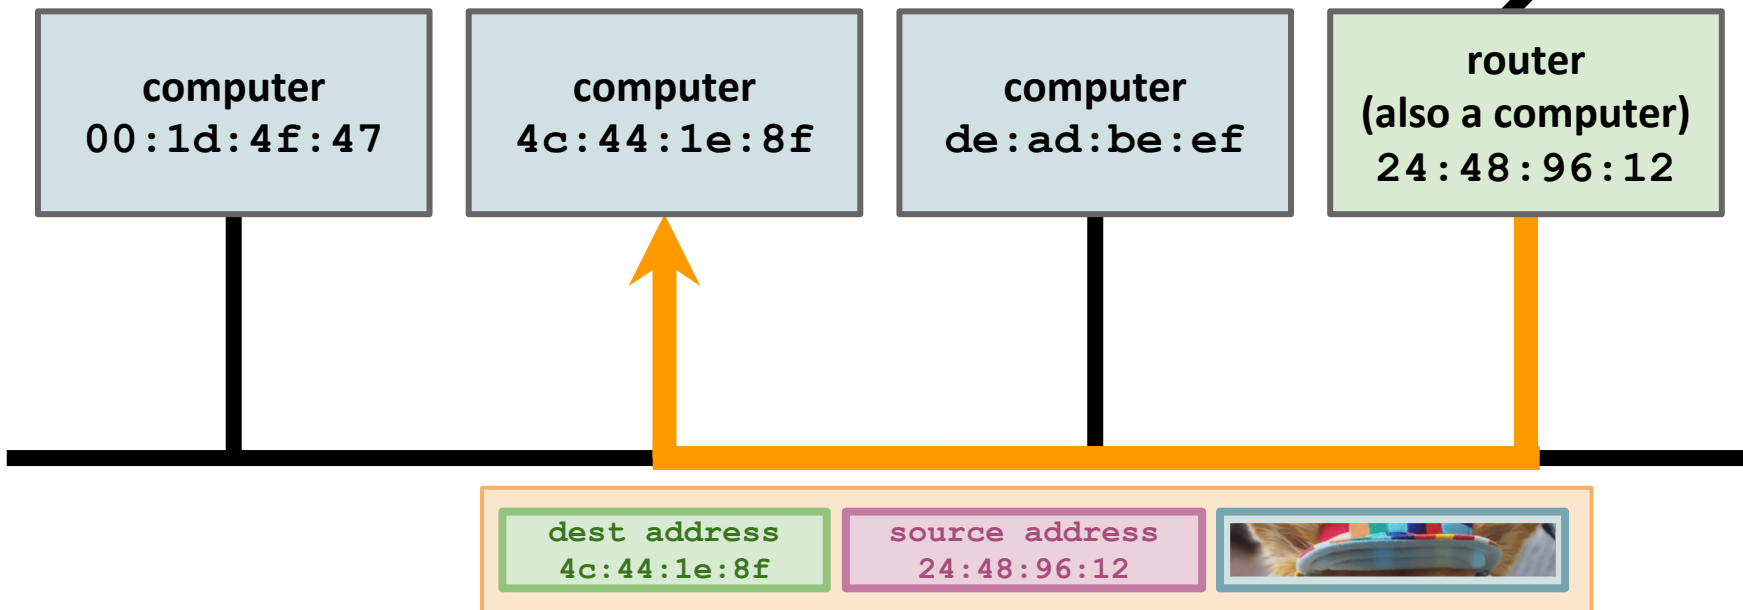 computer
00:1d:4f:47
computer
4c:44:1e:8f
computer
de:ad:be:ef
router
(also a computer)
24:48:96:12
dest address
4c:44:1e:8f
source address
24:48:96:12